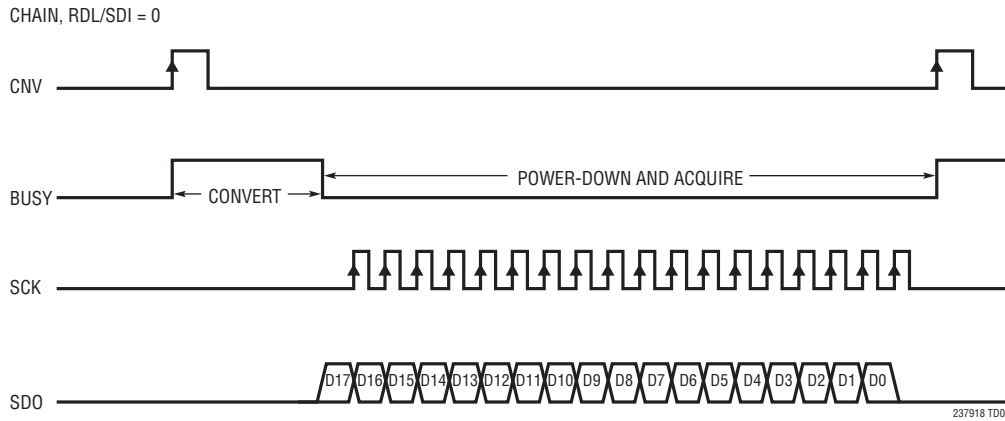 CHAIN, RDL/SDI = 0
CNV
BUSY
CONVERT
POWER-DOWN AND ACQUIRE
SCK
SDO
D17 D16 D15 D14 D13 D12 D11 D10 D9 D8 D7 D6 D5 D4 D3 D2 D1 D0
237918 TD0